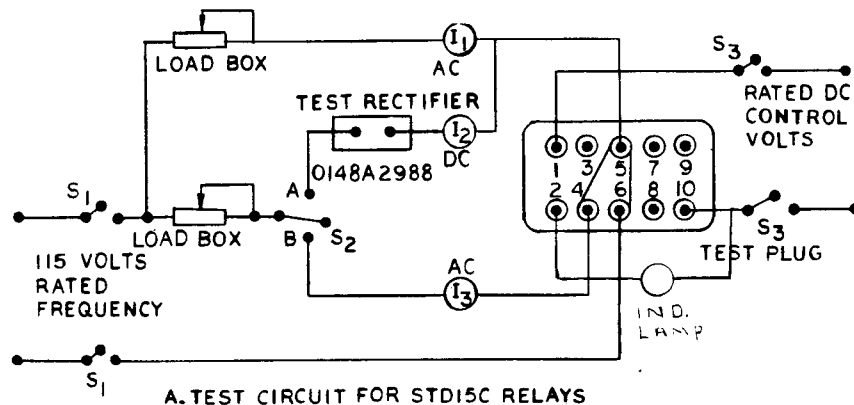 I1
LOAD BOX
AC
S3
TEST RECTIFIER
RATED DC
CONTROL
VOLTS
I2
DC
0148A2988
1 3 5 7 9
2 4 6 8 10
A
S1
S2
B
LOAD BOX
S3
TEST PLUG
115 VOLTS
RATED
FREQUENCY
AC
I3
IND.
LAMP
S1
A. TEST CIRCUIT FOR STD15C RELAYS